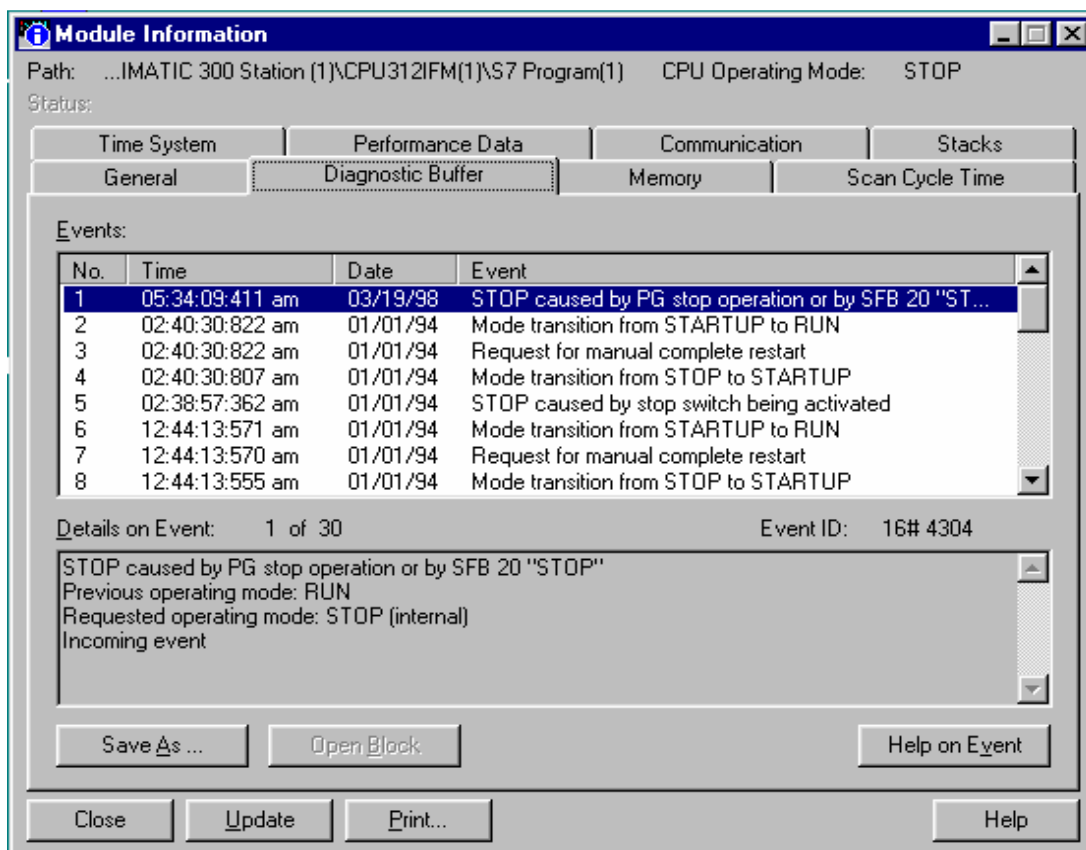 Module Information
Path: ...IMATIC 300 Station (1)\CPU312IFM(1)\S7 Program(1) CPU Operating Mode: STOP
Status:
Time System Performance Data Communication Stacks
General Diagnostic Buffer Memory Scan Cycle Time
Events:
No. Time Date Event
1 05:34:09:411 am 03/19/98 STOP caused by PG stop operation or by SFB 20 "ST...
2 02:40:30:822 am 01/01/94 Mode transition from STARTUP to RUN
3 02:40:30:822 am 01/01/94 Request for manual complete restart
4 02:40:30:807 am 01/01/94 Mode transition from STOP to STARTUP
5 02:38:57:362 am 01/01/94 STOP caused by stop switch being activated
6 12:44:13:571 am 01/01/94 Mode transition from STARTUP to RUN
7 12:44:13:570 am 01/01/94 Request for manual complete restart
8 12:44:13:555 am 01/01/94 Mode transition from STOP to STARTUP
Details on Event: 1 of 30 Event ID: 16# 4304
STOP caused by PG stop operation or by SFB 20 "STOP"
Previous operating mode: RUN
Requested operating mode: STOP (internal)
Incoming event
Save As ... Open Block Help on Event
Close Update Print... Help